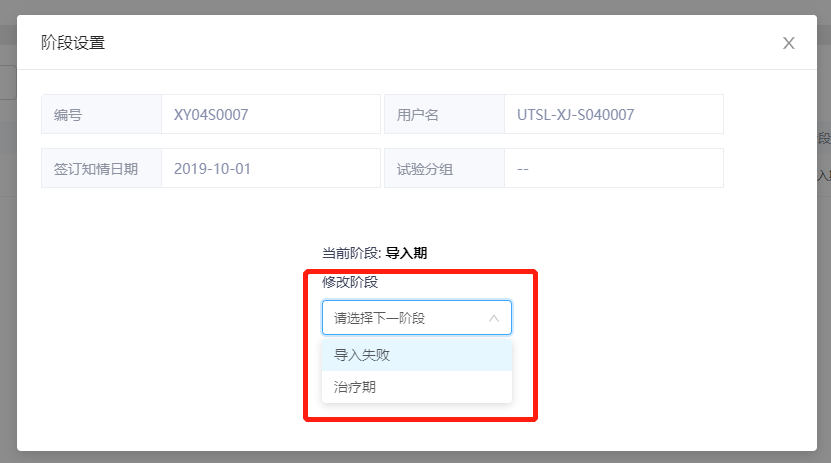 阶段设置
编号 XY04S0007 用户名 UTSL-XJ-S040007
签订知情日期 2019-10-01 试验分组 --
当前阶段: 导入期
修改阶段
请选择下一阶段
导入失败
治疗期